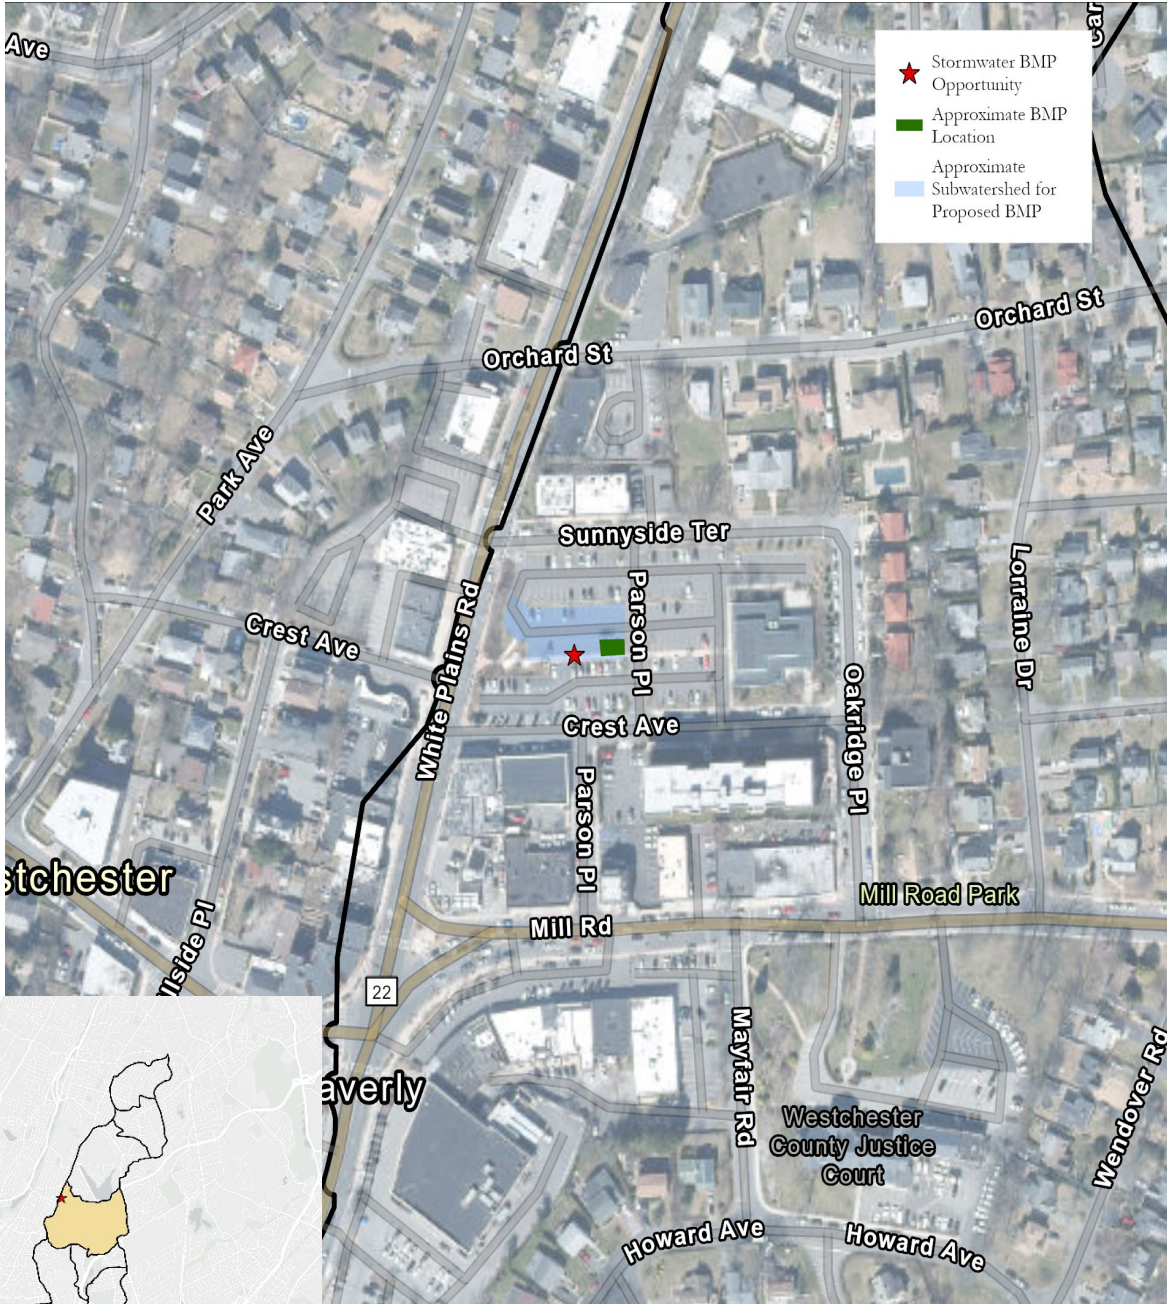 Ave
Car
Stormwater BMP
Opportunity
Approximate BMP
Location
Approximate
Subwatershed for
Proposed BMP
Orchard St
Orchard St
Park Ave
Sunnyside Ter
Lorraine Dr
Parson Pl
Crest Ave
White Plains Rd
Oakridge Pl
Crest Ave
Parson Pl
stchester
Mill Road Park
Mill Rd
llside Pl
22
Mayfair Rd
averly
Wendover Rd
Westchester
County Justice
Court
Howard Ave
Howard Ave